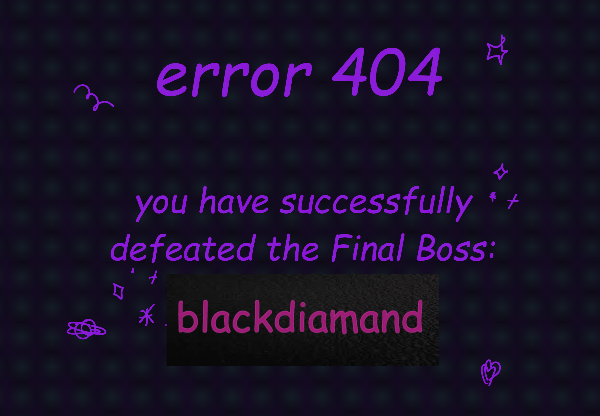 error 404
you have successfully
defeated the Final Boss:
blackdiamand